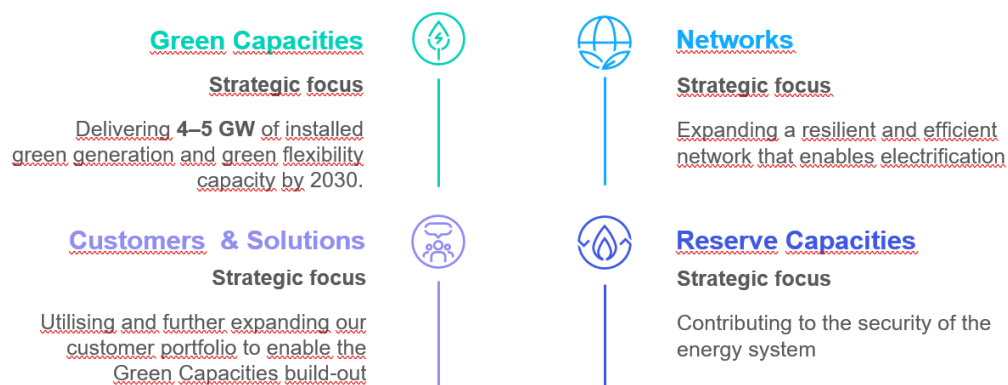 Green Capacities
Strategic focus
Delivering 4–5 GW of installed
green generation and green flexibility
capacity by 2030.
Networks
Strategic focus
Expanding a resilient and efficient
network that enables electrification
Customers & Solutions
Strategic focus
Utilising and further expanding our
customer portfolio to enable the
Green Capacities build-out
Reserve Capacities
Strategic focus
Contributing to the security of the
energy system